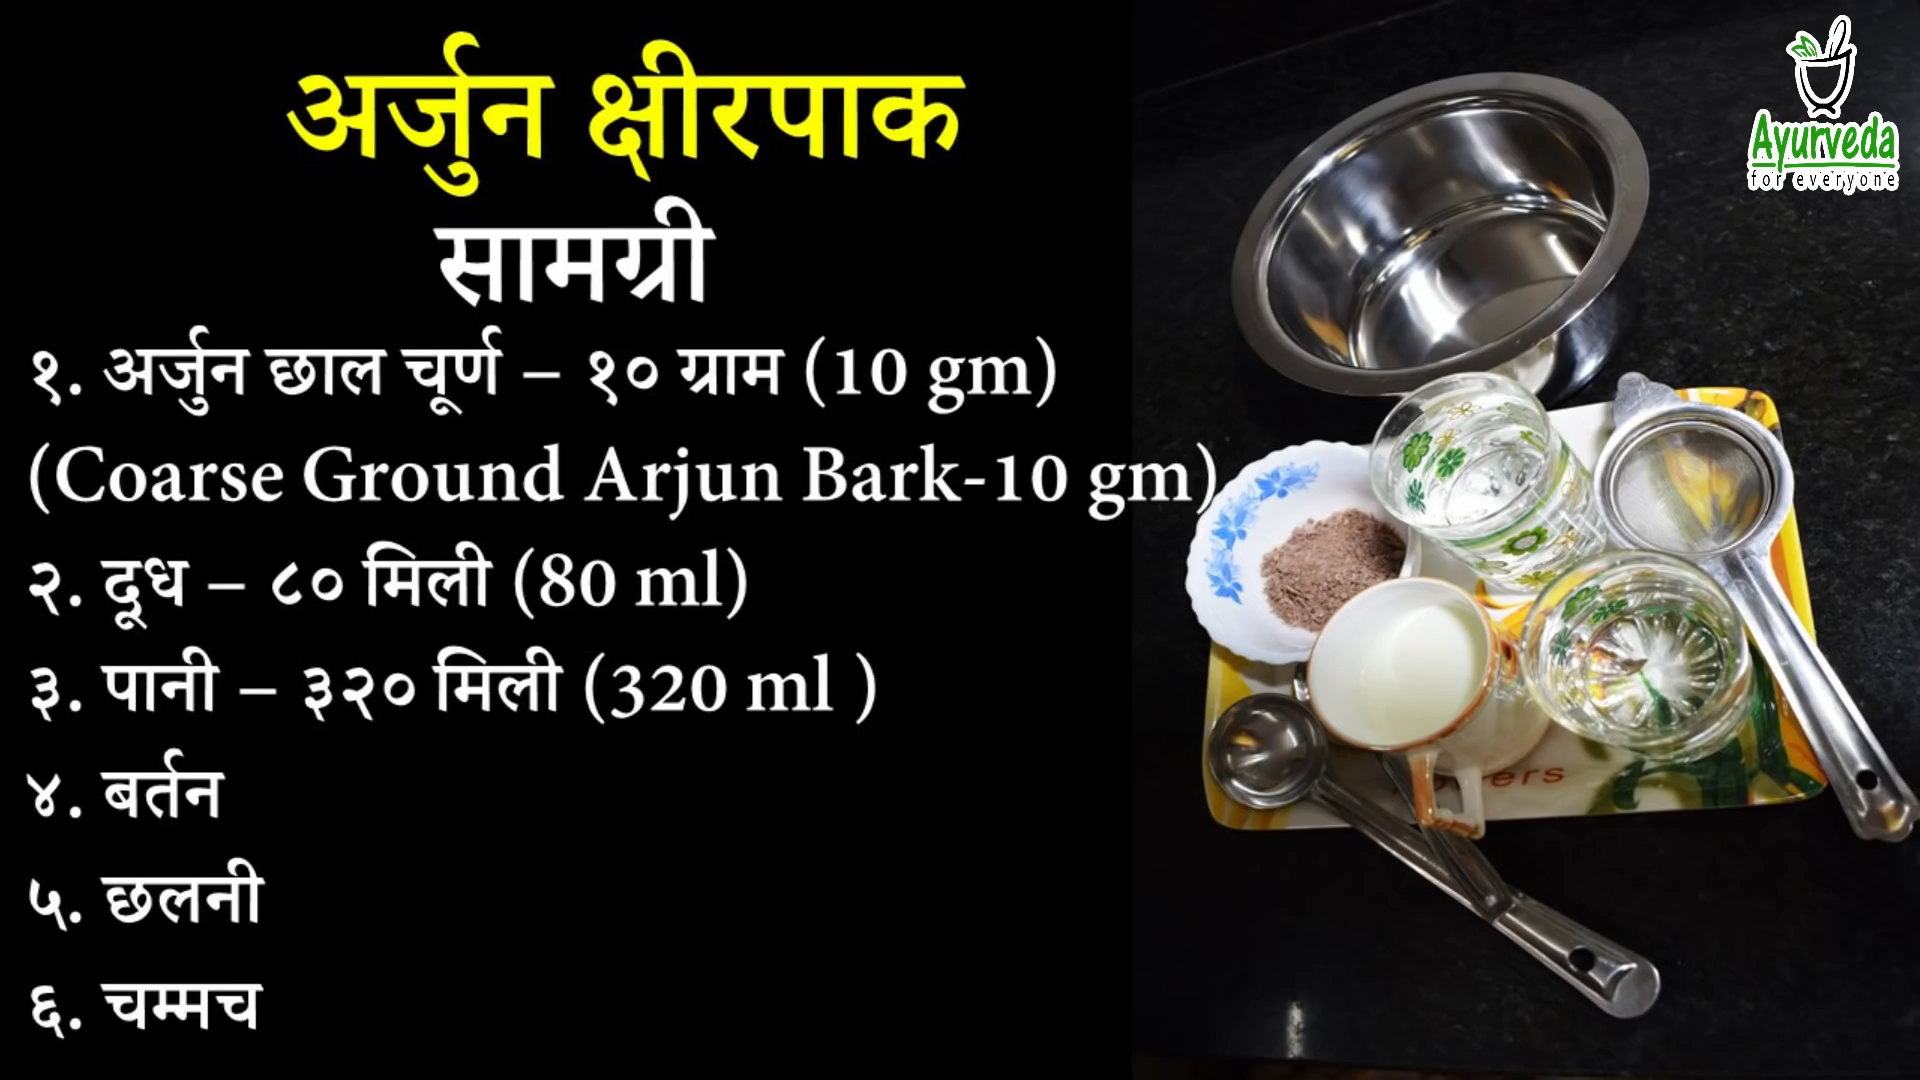 अर्जुन क्षीरपाक
सामग्री
१. अर्जुन छाल चूर्ण – १० ग्राम (10 gm)
(Coarse Ground Arjun Bark-10 gm)
२. दूध – ८० मिली (80 ml)
३. पानी – ३२० मिली (320 ml )
४. बर्तन
५. छलनी
६. चम्मच
Ayurveda
for everyone